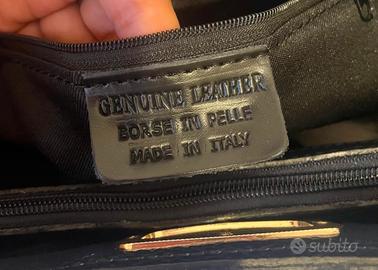 GENUINE LEATHER
BORSE IN PELLE
MADE IN ITALY
subito